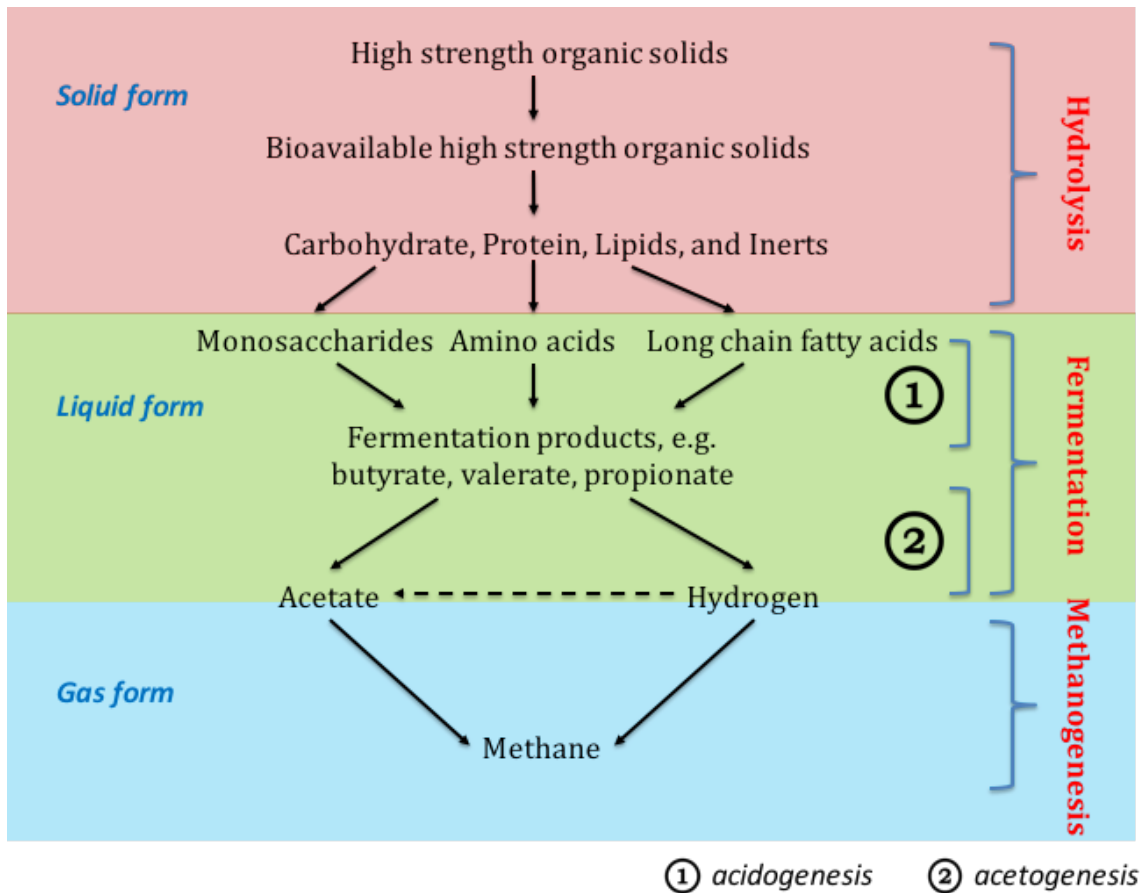 High strength organic solids
Solid form
Hydrolysis
Bioavailable high strength organic solids
Carbohydrate, Protein, Lipids, and Inerts
Monosaccharides Amino acids Long chain fatty acids
Liquid form
1
Fermentation
Fermentation products, e.g.
butyrate, valerate, propionate
2
Acetate Hydrogen
Methanogenesis
Gas form
Methane
1 acidogenesis 2 acetogenesis